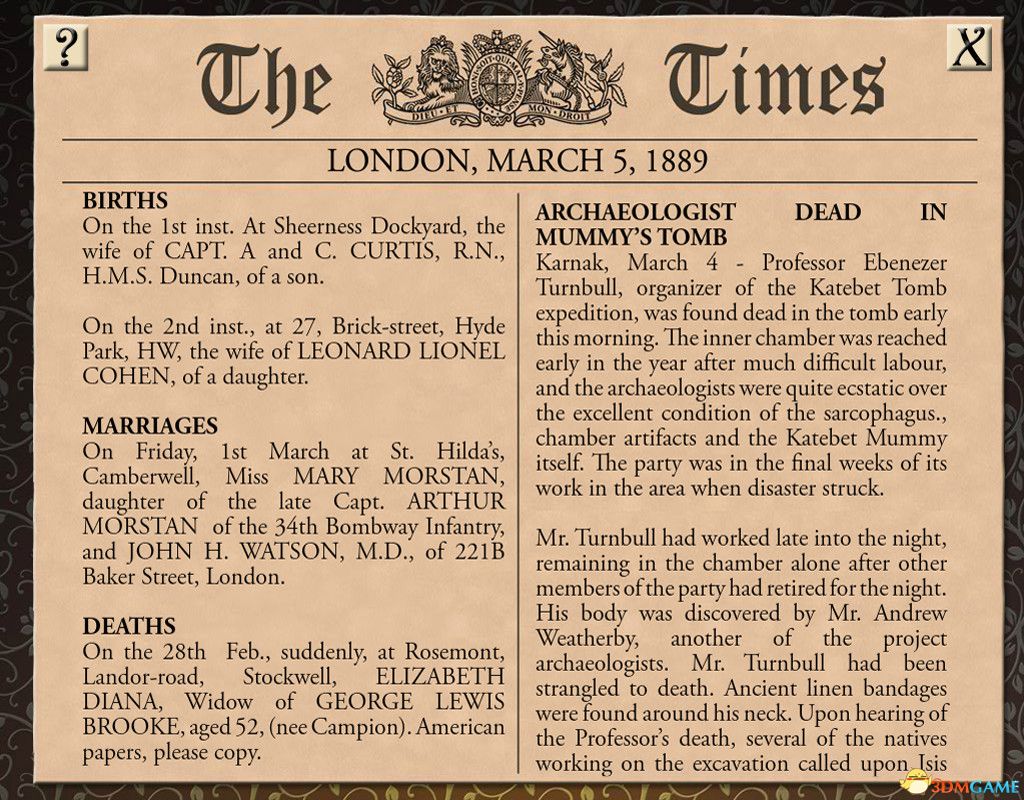 ?
X
The Times
DIEU·ET MON·DROIT
LONDON, MARCH 5, 1889
BIRTHS
On the 1st inst. At Sheerness Dockyard, the
wife of CAPT. A and C. CURTIS, R.N.,
H.M.S. Duncan, of a son.
On the 2nd inst., at 27, Brick-street, Hyde
Park, HW, the wife of LEONARD LIONEL
COHEN, of a daughter.
MARRIAGES
On Friday, 1st March at St. Hilda's,
Camberwell, Miss MARY MORSTAN,
daughter of the late Capt. ARTHUR
MORSTAN of the 34th Bombway Infantry,
and JOHN H. WATSON, M.D., of 221B
Baker Street, London.
DEATHS
On the 28th Feb., suddenly, at Rosemont,
Landor-road, Stockwell, ELIZABETH
DIANA, Widow of GEORGE LEWIS
BROOKE, aged 52, (nee Campion). American
papers, please copy.
ARCHAEOLOGIST DEAD IN
MUMMY'S TOMB
Karnak, March 4 - Professor Ebenezer
Turnbull, organizer of the Katebet Tomb
expedition, was found dead in the tomb early
this morning. The inner chamber was reached
early in the year after much difficult labour,
and the archaeologists were quite ecstatic over
the excellent condition of the sarcophagus.,
chamber artifacts and the Katebet Mummy
itself. The party was in the final weeks of its
work in the area when disaster struck.
Mr. Turnbull had worked late into the night,
remaining in the chamber alone after other
members of the party had retired for the night.
His body was discovered by Mr. Andrew
Weatherby, another of the project
archaeologists. Mr. Turnbull had been
strangled to death. Ancient linen bandages
were found around his neck. Upon hearing of
the Professor's death, several of the natives
working on the excavation called upon Isis
3DMGAME